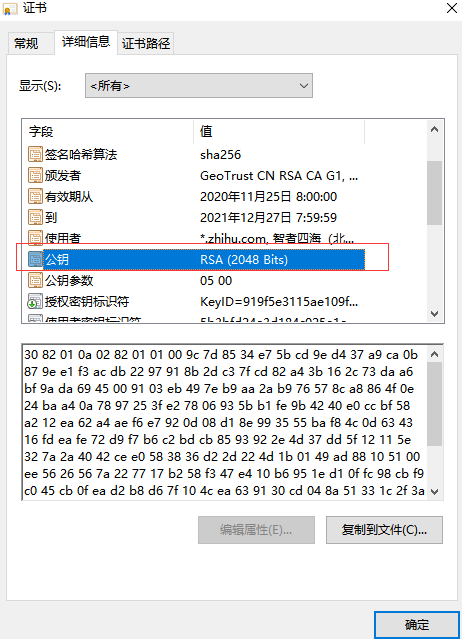 证书
常规 详细信息 证书路径
显示(S): <所有>
字段 值
签名哈希算法 sha256
颁发者 GeoTrust CN RSA CA G1, ...
有效期从 2020年11月25日 8:00:00
到 2021年12月27日 7:59:59
使用者 *.zhihu.com, 智者四海（北...
公钥 RSA (2048 Bits)
公钥参数 05 00
授权密钥标识符 KeyID=919f5e3115ae109f...
30 82 01 0a 02 82 01 01 00 9c 7d 85 34 e7 5b cd 9e d4 37 a9 ca 0b
87 9e e1 f3 ac db 22 97 91 8b 2d c3 7f cd 82 a4 3b 16 2c 73 da a6
bf 9a da 69 45 00 91 03 eb 49 7e b9 aa 2a b9 76 57 8c a8 86 4f 0e
24 ba a4 0a 78 97 25 3f e2 78 06 93 5b b1 fe 9b 42 40 e0 cc bf 58
a2 12 ea 62 a4 ae f6 e7 92 0d 08 d1 8e 99 35 55 ba f8 4c 0d 63 43
16 fd ea fe 72 d9 f7 b6 c2 bd cb 85 93 92 2e 4d 37 dd 5f 12 11 5e
32 7a 2a 40 42 ce e0 58 38 36 d2 2d 22 4d 1b 01 49 ad 88 10 51 00
ee 56 26 56 7a 22 77 17 b2 58 f3 47 e4 10 b6 95 1e d1 0f fc 98 cb f9
c0 45 cb 0f ea d2 b8 d6 7f 10 4c ea 63 91 30 cd 04 8a 51 33 1c 2f 3a
编辑属性(E)... 复制到文件(C)...
确定